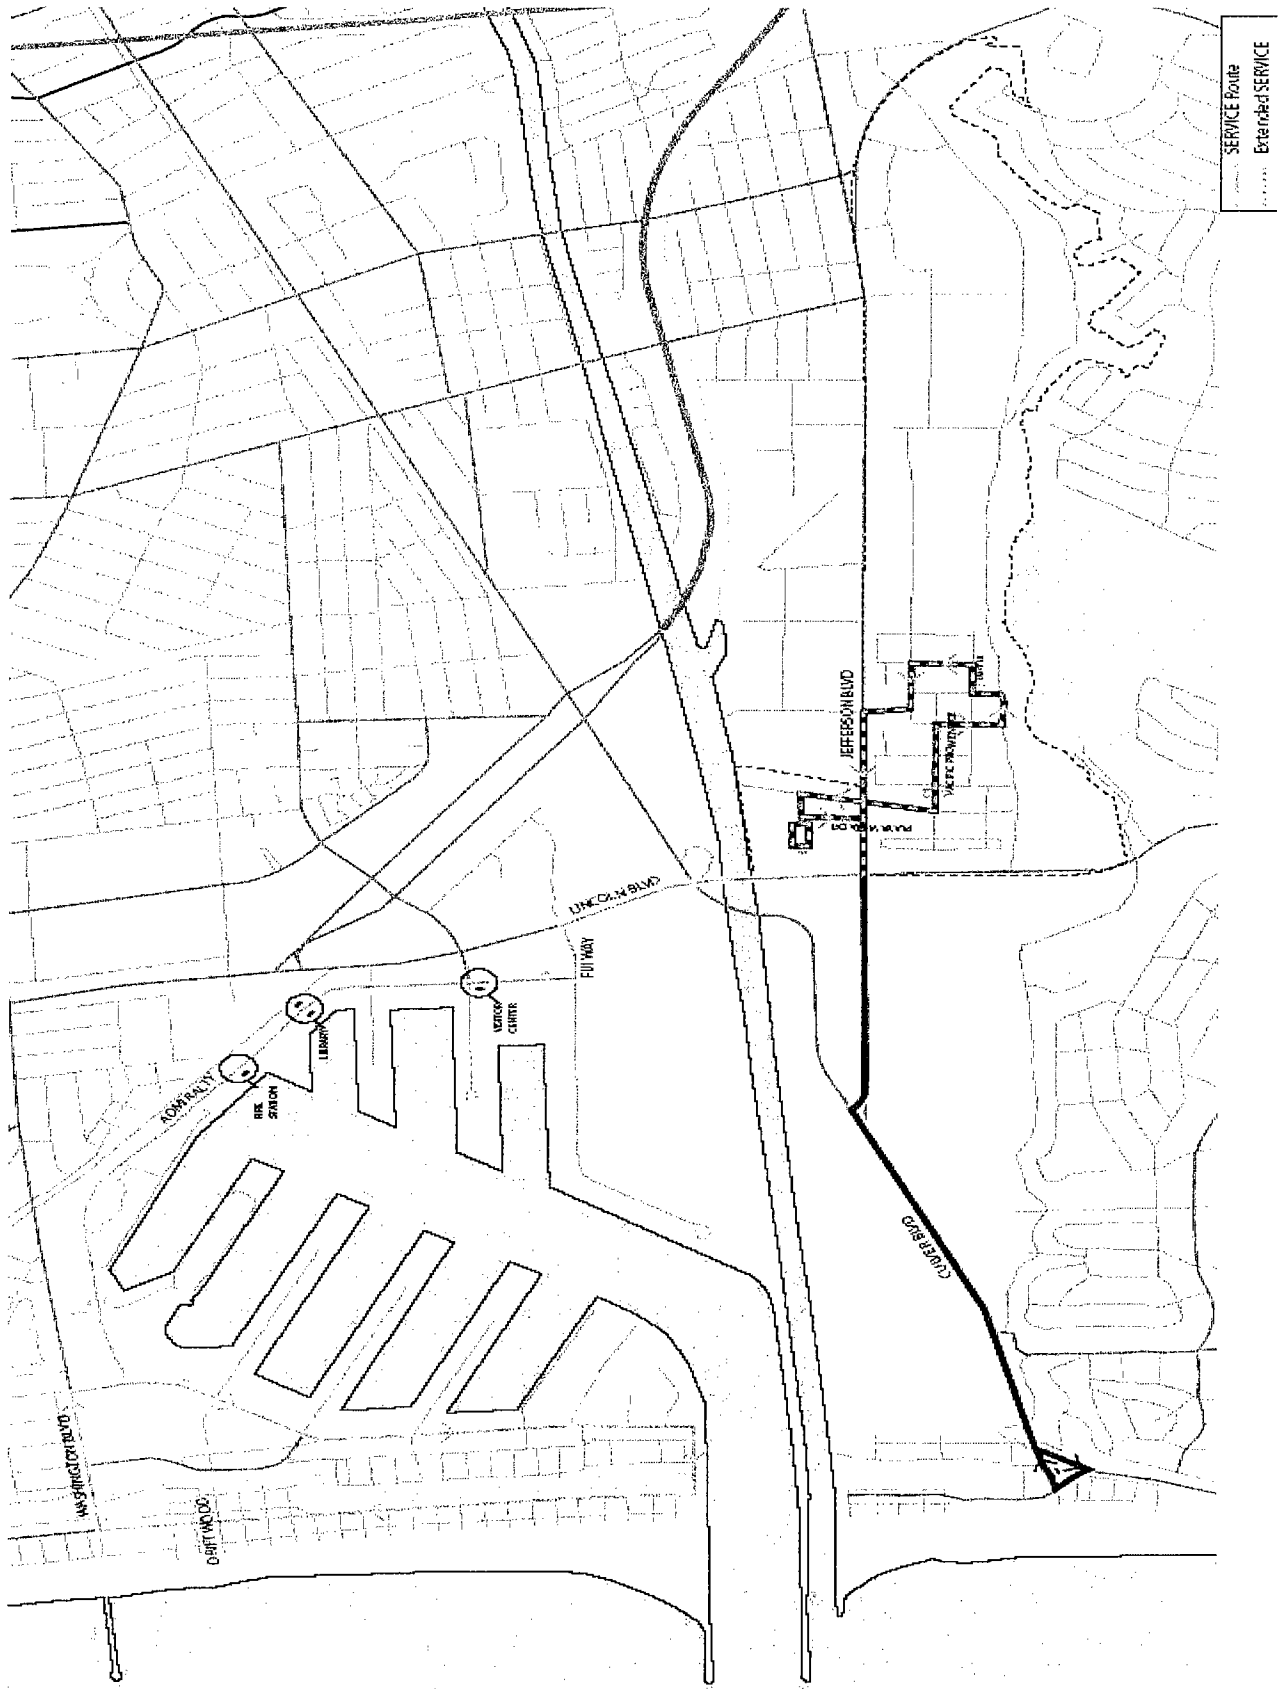 SERVICE Route
Extended SERVICE
JEFFERSON BLVD
PACIFIC PROMENADE
LINCOLN BLVD
FIJI WAY
VISITOR
CENTER
LIBRARY
ADMIRALTY
FIRE
STATION
CULVER BLVD
WASHINGTON BLVD
DRIFTWOOD